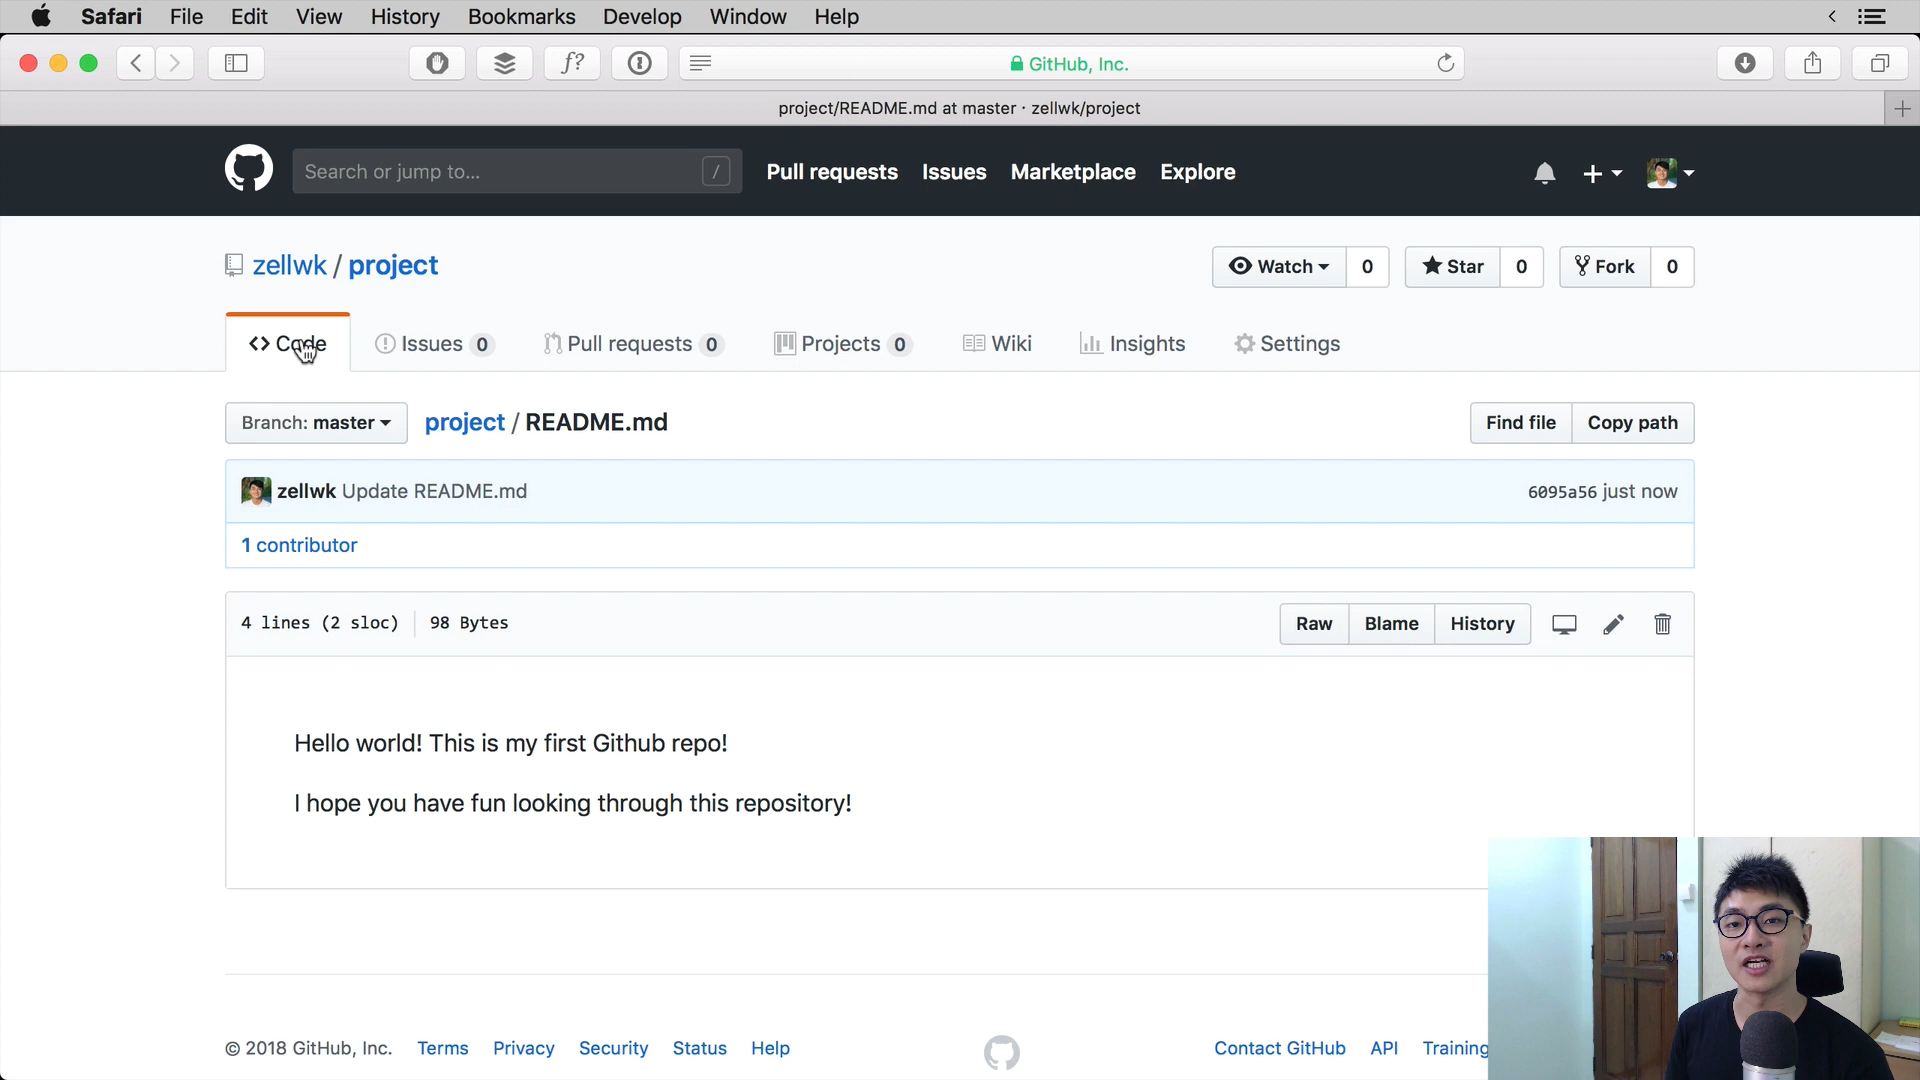 Safari File Edit View History Bookmarks Develop Window Help
f? GitHub, Inc.
project/README.md at master · zellwk/project
Search or jump to... / Pull requests Issues Marketplace Explore
zellwk / project Watch 0 Star 0 Fork 0
Code Issues 0 Pull requests 0 Projects 0 Wiki Insights Settings
Branch: master project / README.md Find file Copy path
zellwk Update README.md 6095a56 just now
1 contributor
4 lines (2 sloc) 98 Bytes Raw Blame History
Hello world! This is my first Github repo!
I hope you have fun looking through this repository!
© 2018 GitHub, Inc. Terms Privacy Security Status Help Contact GitHub API Training